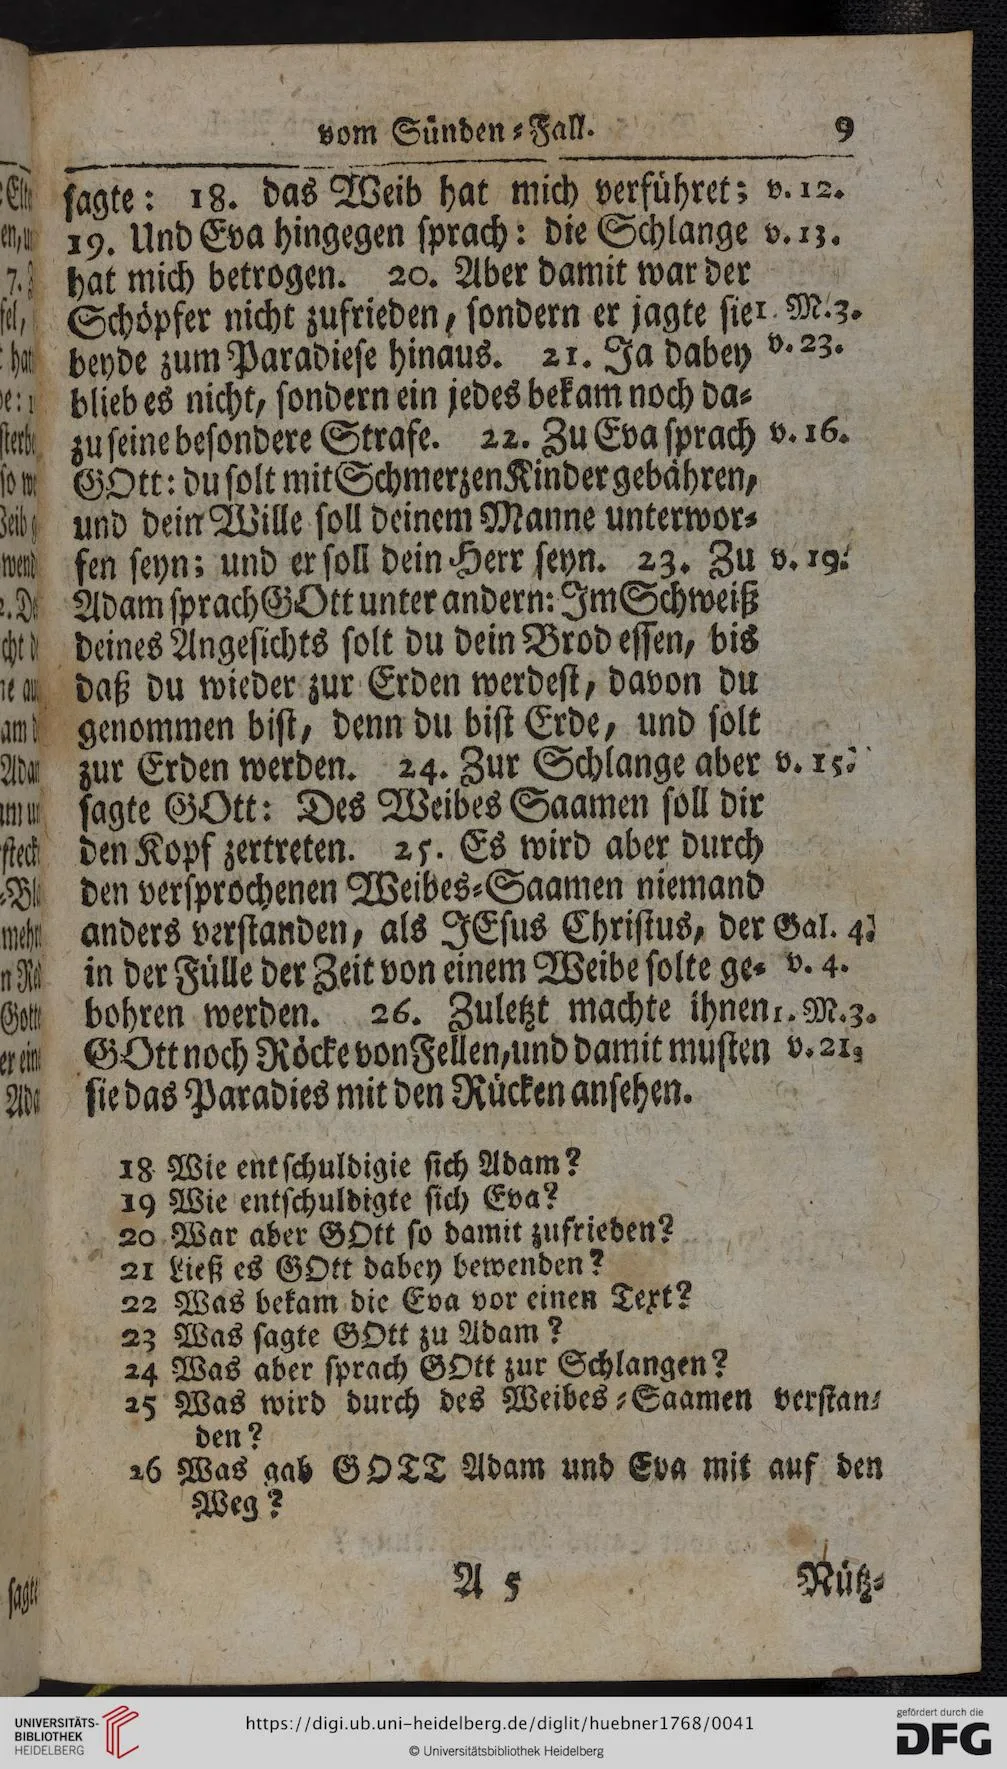 vom Sünden-Fall. 9
sagte: 18. das Weib hat mich verführet; v. 12.
19. Und Eva hingegen sprach: die Schlange v. 13.
hat mich betrogen. 20. Aber damit war der
Schöpfer nicht zufrieden, sondern er jagte sie 1. M. 3.
beyde zum Paradiese hinaus. 21. Ja dabey v. 23.
blieb es nicht, sondern ein jedes bekam noch da-
zu seine besondere Strafe. 22. Zu Eva sprach v. 16.
GOtt: du solt mit Schmerzen Kinder gebähren,
und dein Wille soll deinem Manne unterwor-
fen seyn; und er soll dein Herr seyn. 23. Zu v. 19.
Adam sprach GOtt unter andern: Im Schweiß
deines Angesichts solt du dein Brod essen, bis
daß du wieder zur Erden werdest, davon du
genommen bist, denn du bist Erde, und solt
zur Erden werden. 24. Zur Schlange aber v. 15.
sagte GOtt: Des Weibes Saamen soll dir
den Kopf zertreten. 25. Es wird aber durch
den versprochenen Weibes-Saamen niemand
anders verstanden, als JEsus Christus, der Gal. 4.
in der Fülle der Zeit von einem Weibe solte ge- v. 4.
bohren werden. 26. Zuletzt machte ihnen 1. M. 3.
GOtt noch Röcke von Fellen, und damit musten v. 21.
sie das Paradies mit den Rücken ansehen.
18 Wie entschuldigie sich Adam?
19 Wie entschuldigte sich Eva?
20 War aber GOtt so damit zufrieden?
21 Ließ es GOtt dabey bewenden?
22 Was bekam die Eva vor einen Text?
23 Was sagte GOtt zu Adam?
24 Was aber sprach GOtt zur Schlangen?
25 Was wird durch des Weibes-Saamen verstan-
den?
26 Was gab GOTT Adam und Eva mit auf den
Weg?
A 5 Nütz-
UNIVERSITÄTS-
BIBLIOTHEK
HEIDELBERG
https://digi.ub.uni-heidelberg.de/diglit/huebner1768/0041
© Universitätsbibliothek Heidelberg
gefördert durch die
DFG